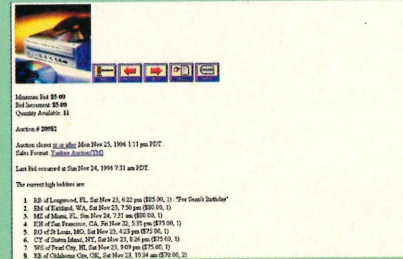 Minimum Bid: $5.00
Bid Increment: $5.00
Quantity Available: 11
Auction # 20982
Auction closes at or after Mon Nov 25, 1996 1:11 pm PDT.
Sales Format: Yankee Auction(TM)
Last Bid occurred at Sun Nov 24, 1996 7:31 am PDT.
The current high bidders are:
1. RB of Longwood, FL, Sat Nov 23, 6:22 pm ($85.00, 1) : "For Sean's Birthday"
2. EM of Kirkland, WA, Sat Nov 23, 7:50 pm ($80.00, 1)
3. MZ of Miami, FL, Sun Nov 24, 7:31 am ($80.00, 1)
4. KH of San Francisco, CA, Fri Nov 22, 5:35 pm ($75.00, 1)
5. RG of St Louis, MO, Sat Nov 23, 4:23 pm ($75.00, 1)
6. CY of Staten Island, NY, Sat Nov 23, 8:26 pm ($75.00, 1)
7. WS of Pearl City, HI, Sat Nov 23, 9:09 pm ($75.00, 1)
8. RE of Oklahoma City, OK, Sat Nov 23, 10:34 am ($70.00, 2)